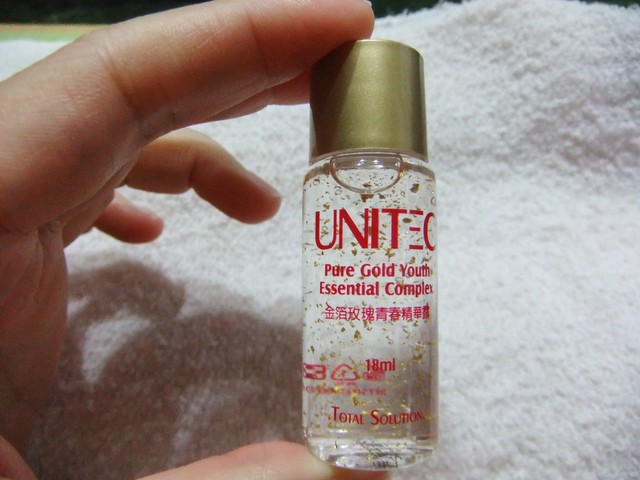 UNITEC
Pure Gold Youth
Essential Complex
金箔玫瑰青春精華露
18ml
TOTAL SOLUTION